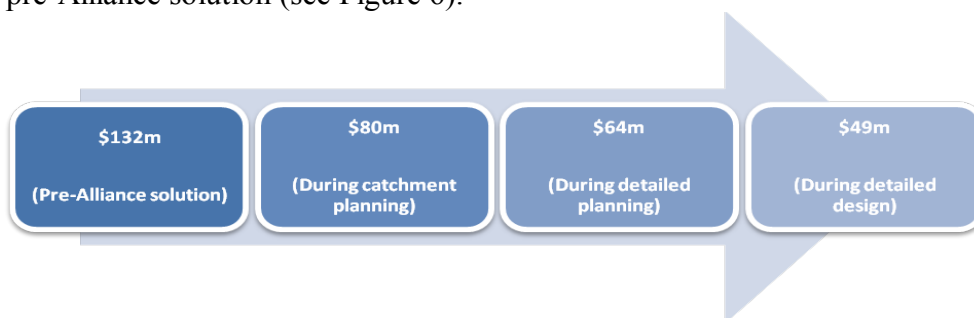 pre-Alliance solution (see Figure 6).
$132m
(Pre-Alliance solution)
$80m
(During catchment
planning)
$64m
(During detailed
planning)
$49m
(During detailed
design)